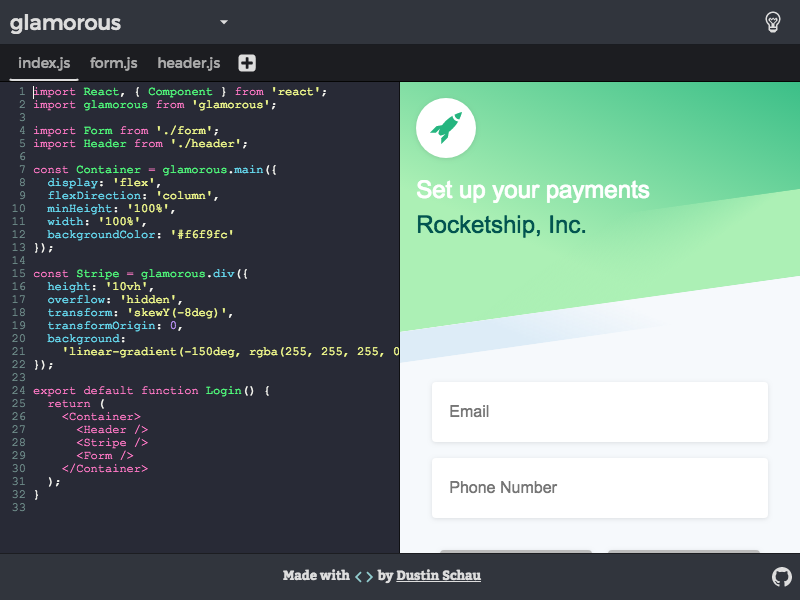 glamorous
index.js form.js header.js
1 import React, { Component } from 'react';
2 import glamorous from 'glamorous';
3
4 import Form from './form';
5 import Header from './header';
6
7 const Container = glamorous.main({
8 display: 'flex',
9 flexDirection: 'column',
10 minHeight: '100%',
11 width: '100%',
12 backgroundColor: '#f6f9fc'
13 });
14
15 const Stripe = glamorous.div({
16 height: '10vh',
17 overflow: 'hidden',
18 transform: 'skewY(-8deg)',
19 transformOrigin: 0,
20 background:
21 'linear-gradient(-150deg, rgba(255, 255, 255, 0
22 });
23
24 export default function Login() {
25 return (
26 <Container>
27 <Header />
28 <Stripe />
29 <Form />
30 </Container>
31 );
32 }
33
Set up your payments
Rocketship, Inc.
Email
Phone Number
Made with <> by Dustin Schau